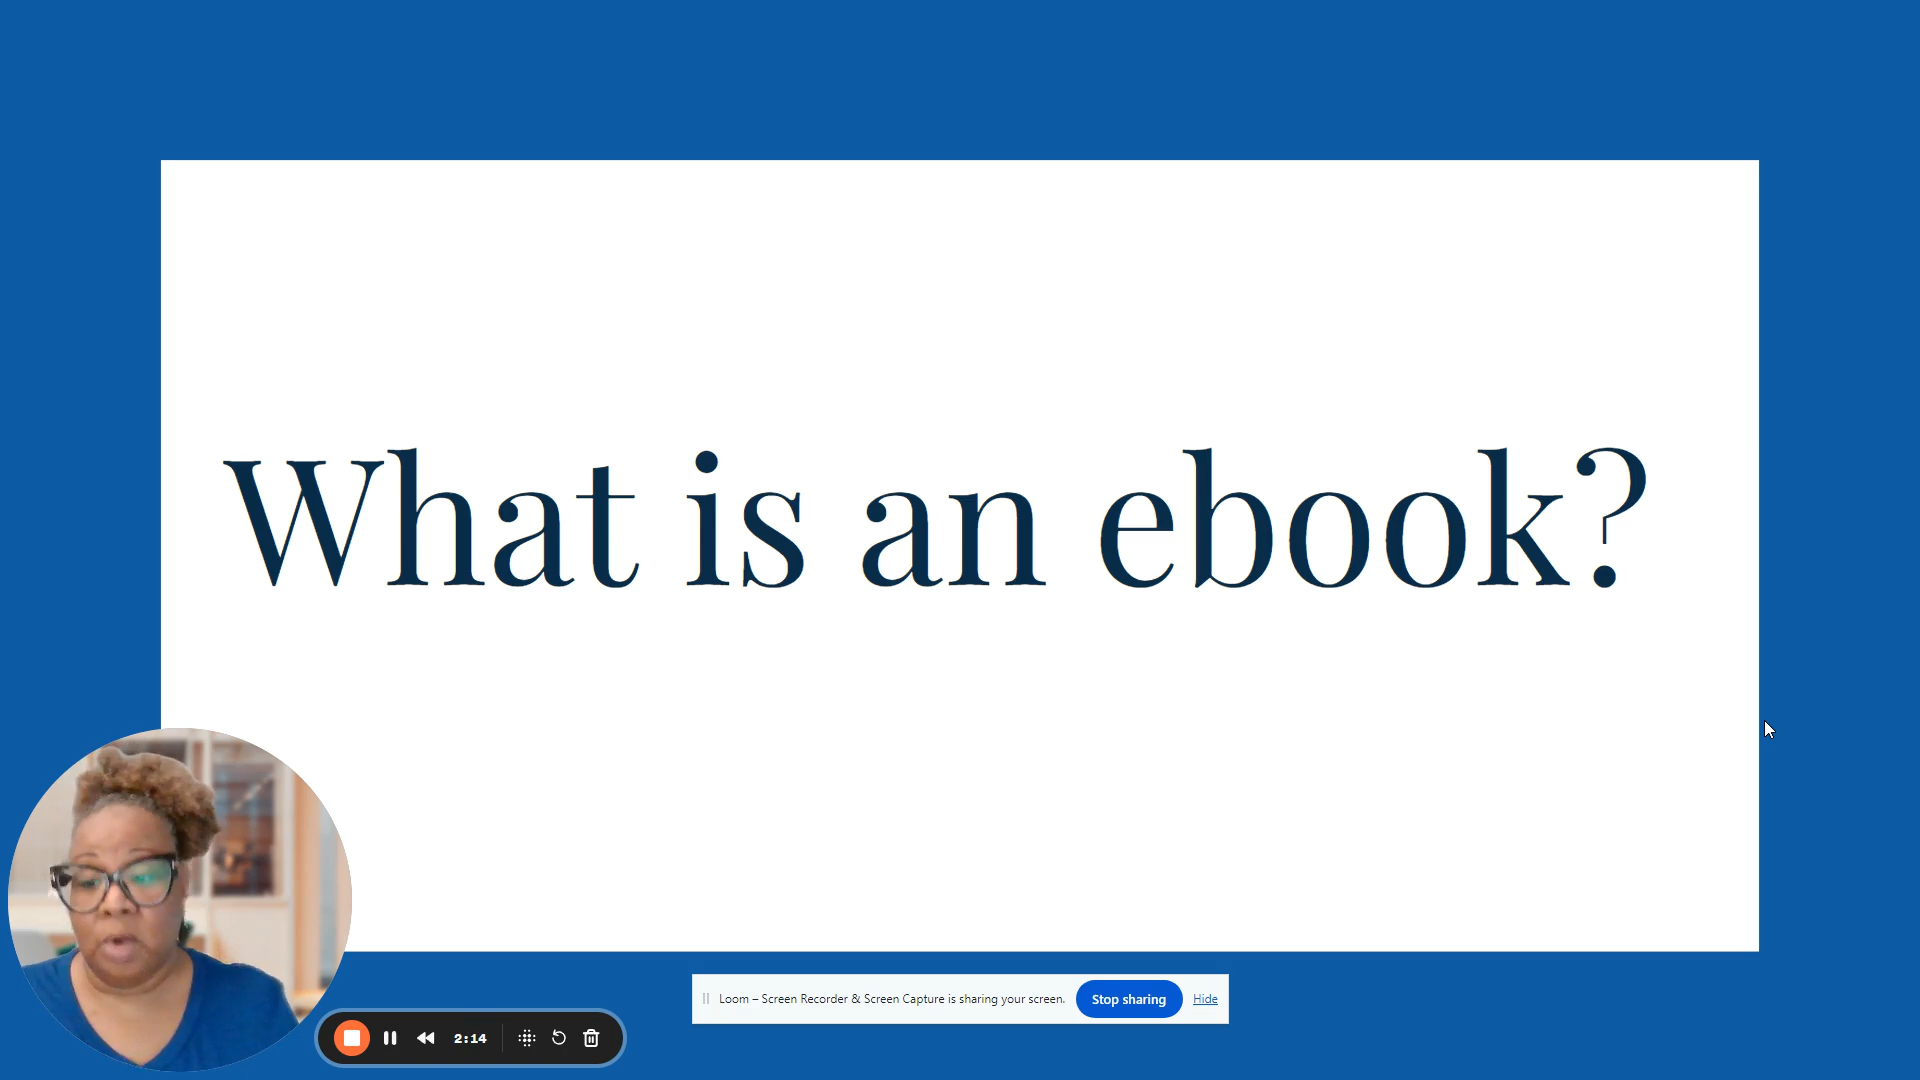 What is an ebook?
Loom – Screen Recorder & Screen Capture is sharing your screen. Stop sharing Hide
2:14